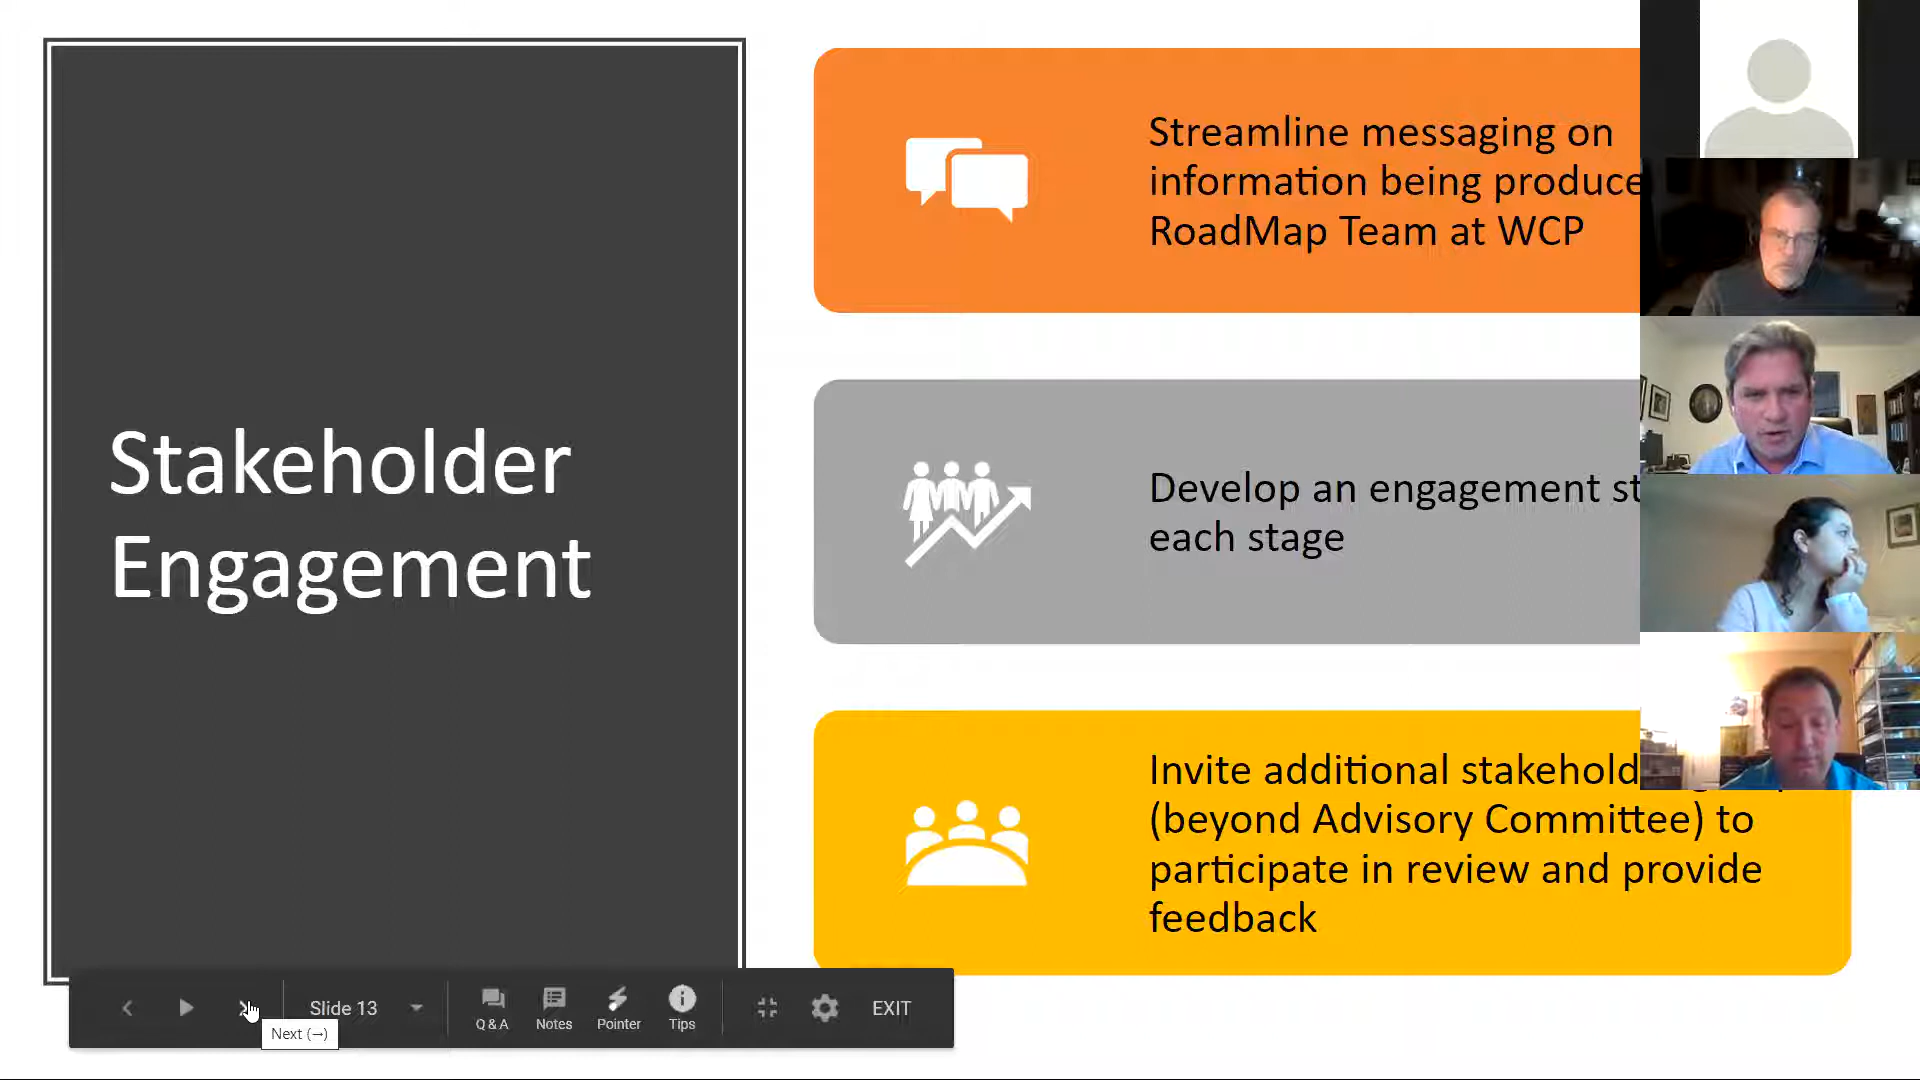 Stakeholder
Engagement
Streamline messaging on
information being produce
RoadMap Team at WCP
Develop an engagement st
each stage
Invite additional stakehold
(beyond Advisory Committee) to
participate in review and provide
feedback
Slide 13
Q & A
Notes
Pointer
Tips
EXIT
Next (→)